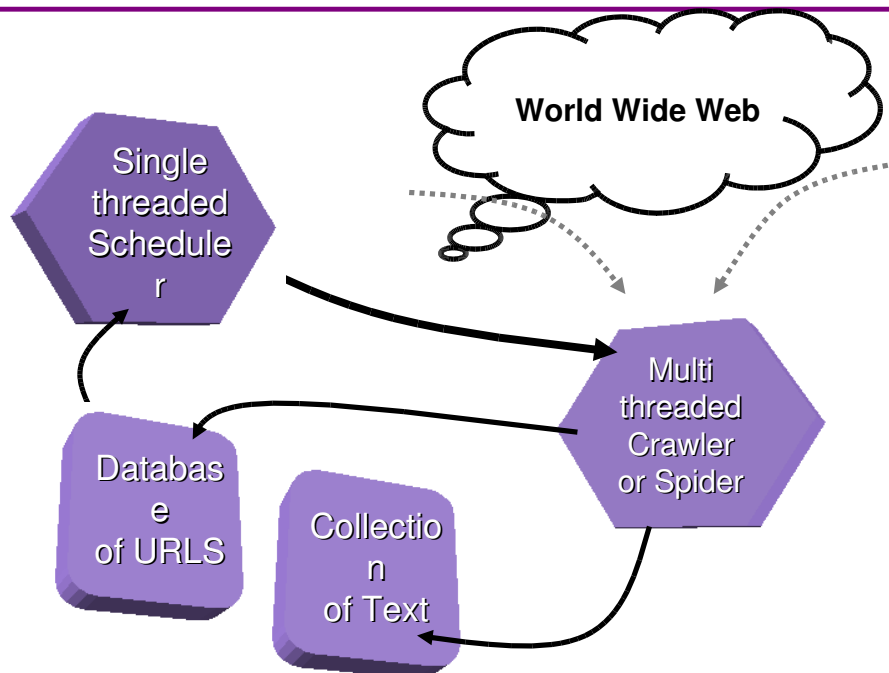 World Wide Web
Single
threaded
Schedule
r
Multi
threaded
Crawler
or Spider
Databas
e
of URLS
Collectio
n
of Text